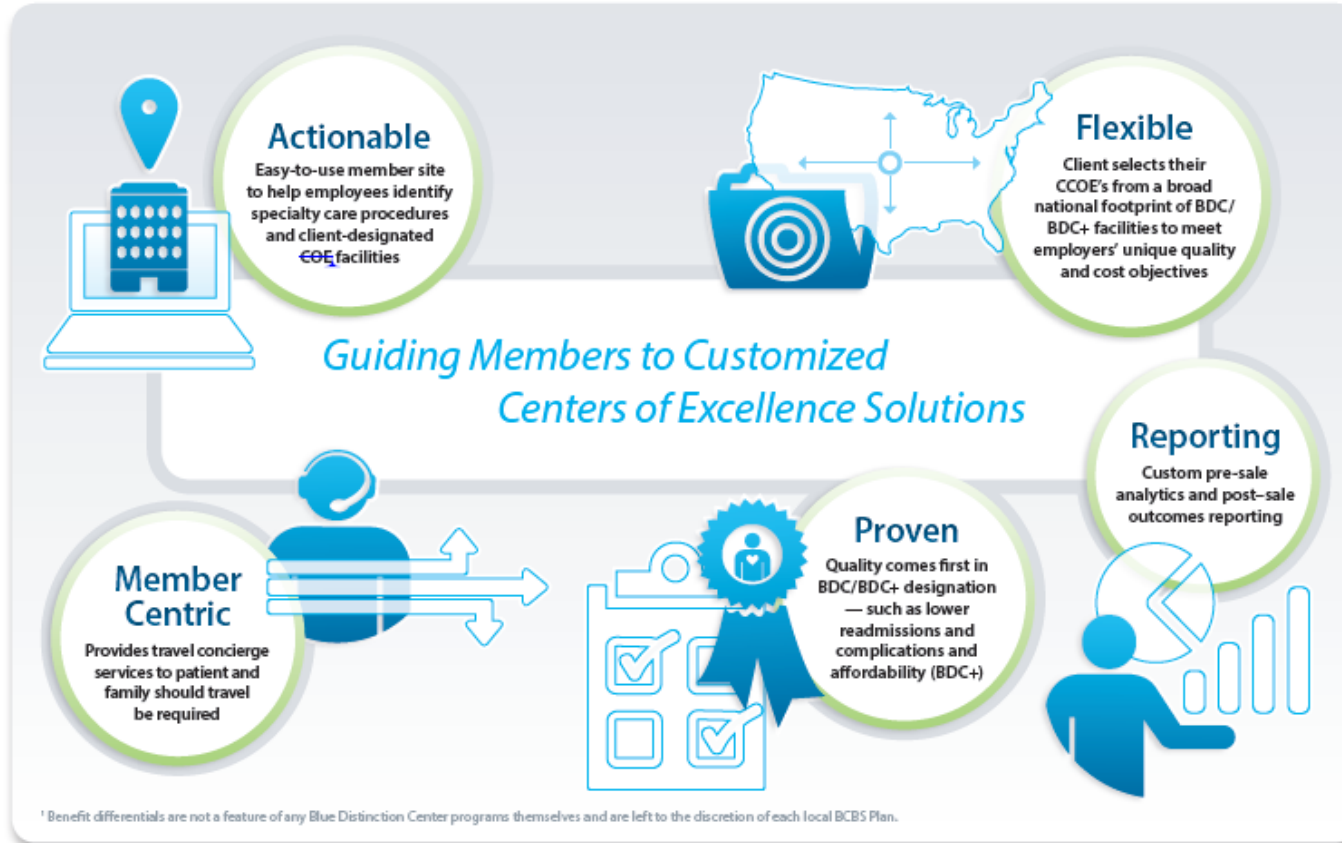 Actionable
Easy-to-use member site
to help employees identify
specialty care procedures
and client-designated
COE facilities
Flexible
Client selects their
CCOE's from a broad
national footprint of BDC/
BDC+ facilities to meet
employers' unique quality
and cost objectives
Guiding Members to Customized
Centers of Excellence Solutions
Reporting
Custom pre-sale
analytics and post–sale
outcomes reporting
Member
Centric
Provides travel concierge
services to patient and
family should travel
be required
Proven
Quality comes first in
BDC/BDC+ designation
— such as lower
readmissions and
complications and
affordability (BDC+)
¹ Benefit differentials are not a feature of any Blue Distinction Center programs themselves and are left to the discretion of each local BCBS Plan.